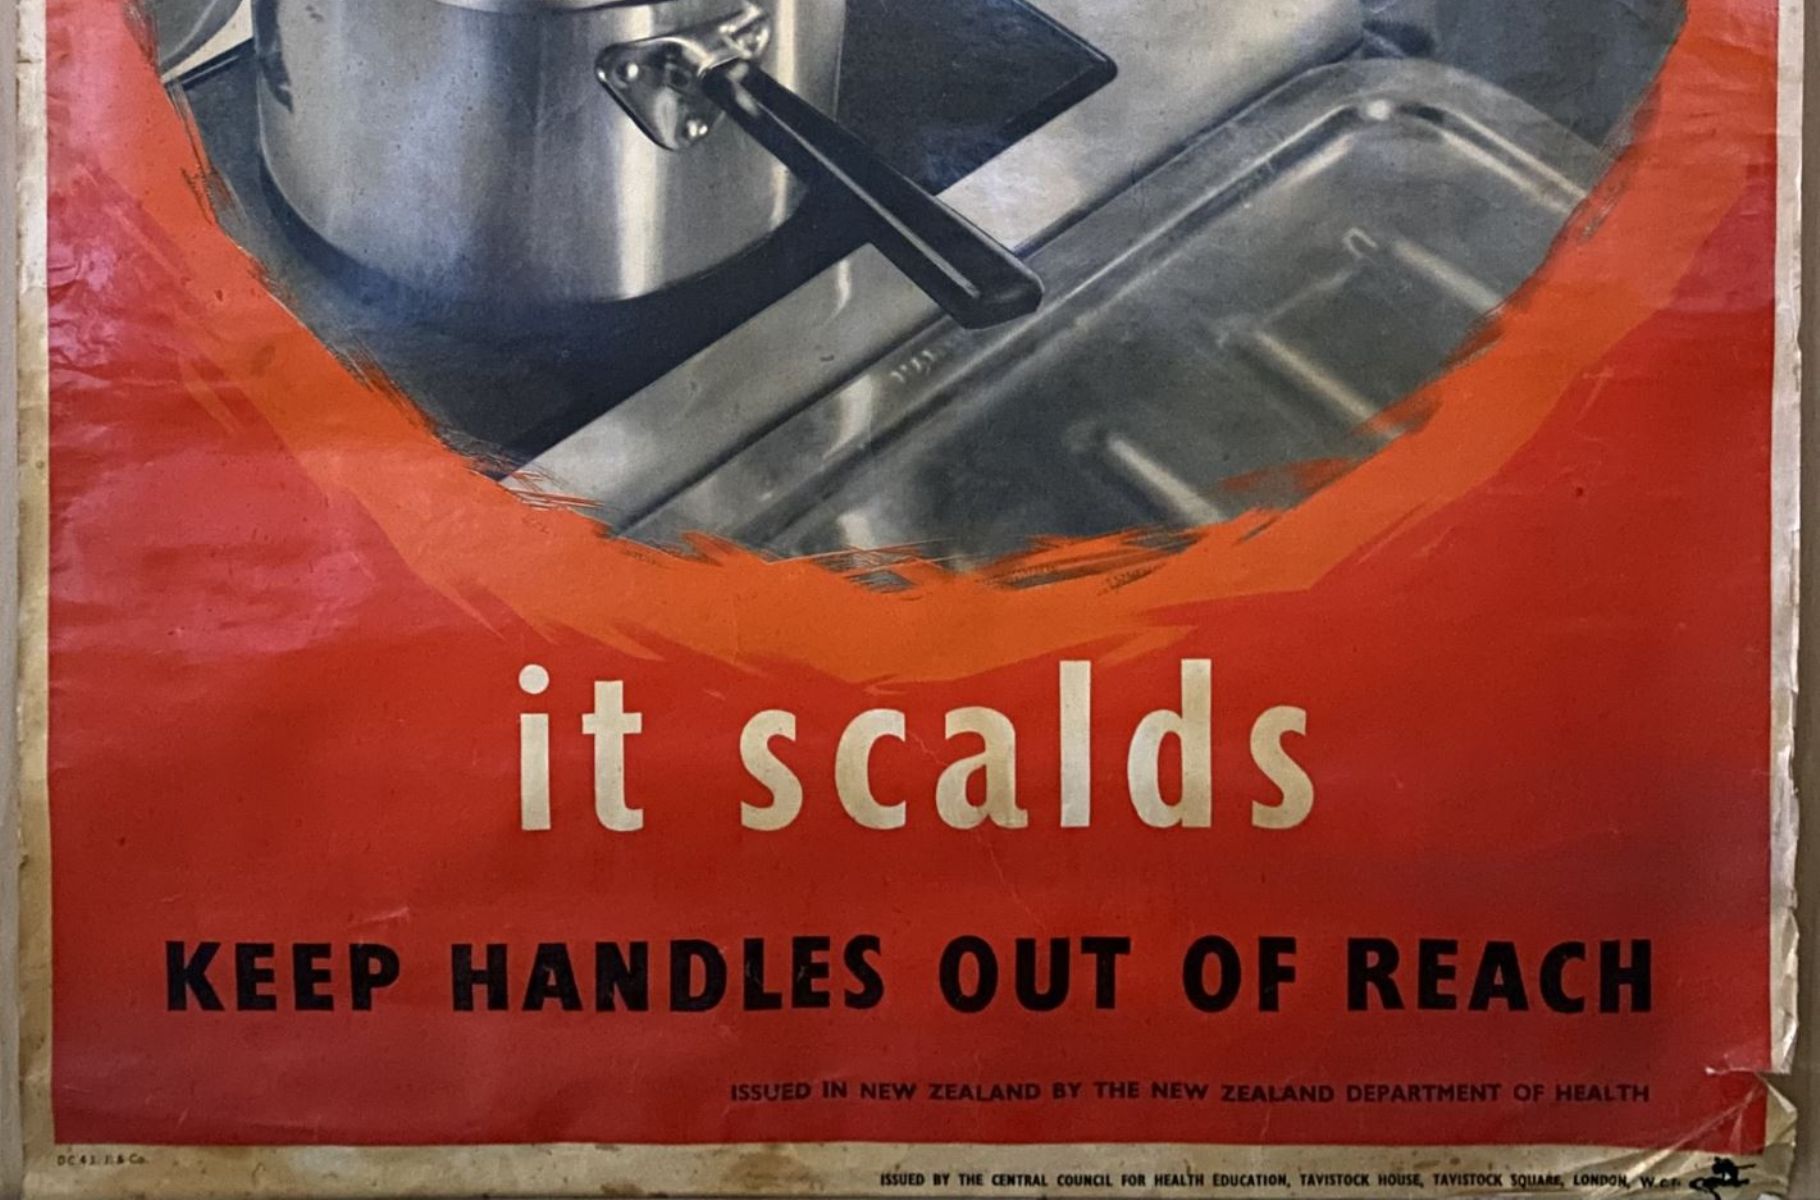 it scalds
KEEP HANDLES OUT OF REACH
ISSUED IN NEW ZEALAND BY THE NEW ZEALAND DEPARTMENT OF HEALTH
ISSUED BY THE CENTRAL COUNCIL FOR HEALTH EDUCATION, TAVISTOCK HOUSE, TAVISTOCK SQUARE, LONDON,